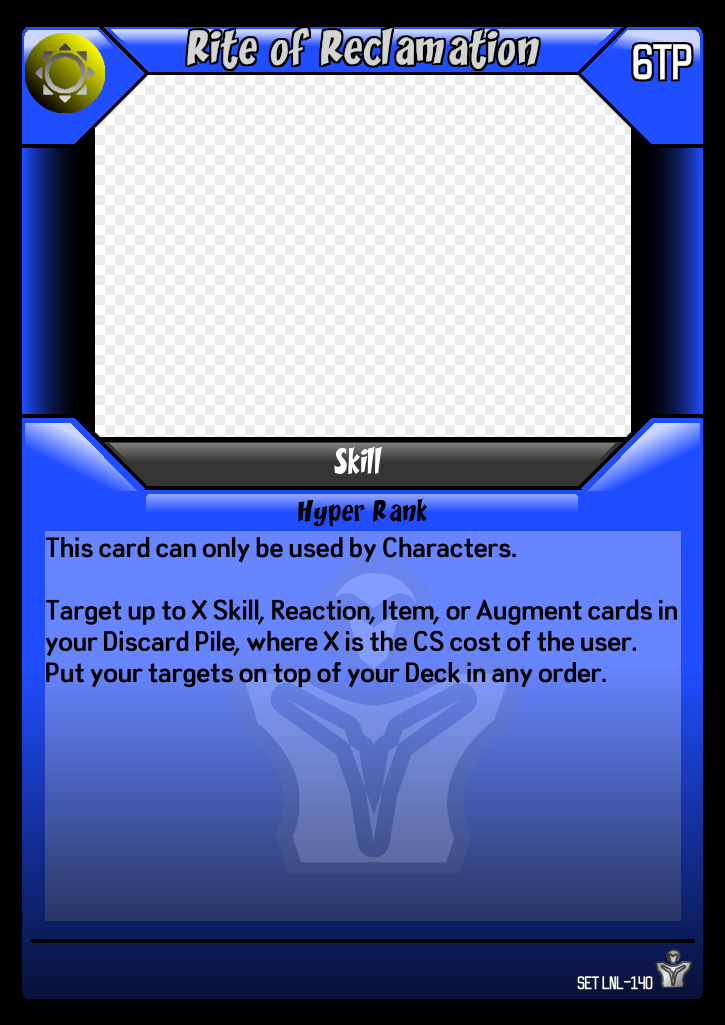 Rite of Reclamation
6TP
Skill
Hyper Rank
This card can only be used by Characters.
Target up to X Skill, Reaction, Item, or Augment cards in
your Discard Pile, where X is the CS cost of the user.
Put your targets on top of your Deck in any order.
SET LNL-140